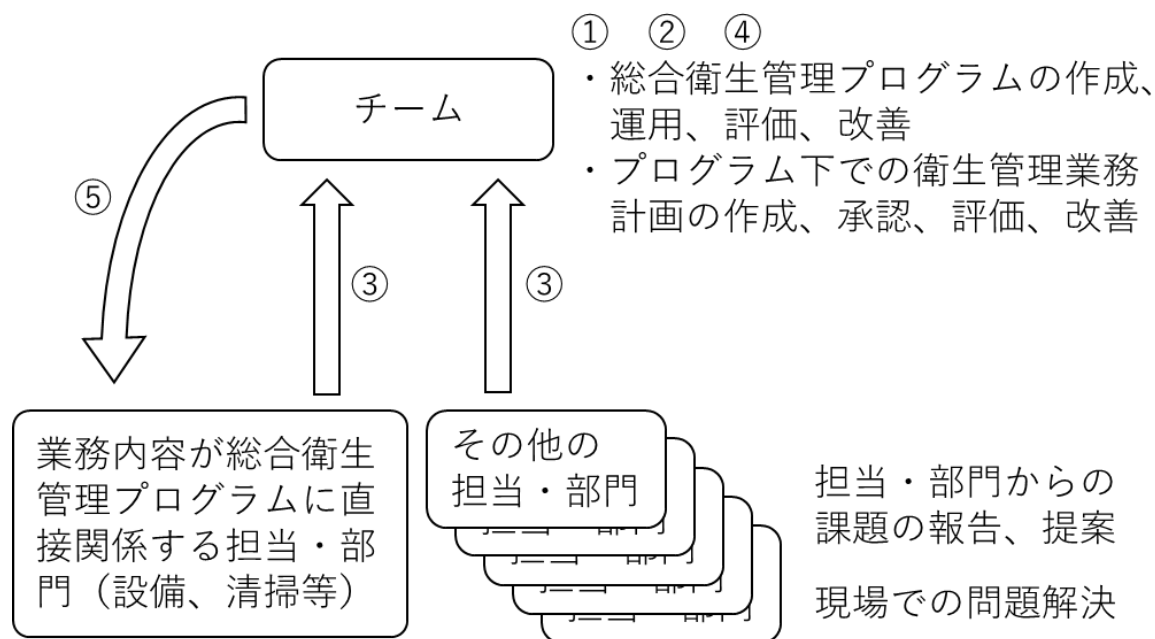 ① ② ④
チーム
・総合衛生管理プログラムの作成、
運用、評価、改善
・プログラム下での衛生管理業務
計画の作成、承認、評価、改善
⑤
③
③
業務内容が総合衛生
管理プログラムに直
接関係する担当・部
門（設備、清掃等）
その他の
担当・部門
担当・部門からの
課題の報告、提案
現場での問題解決